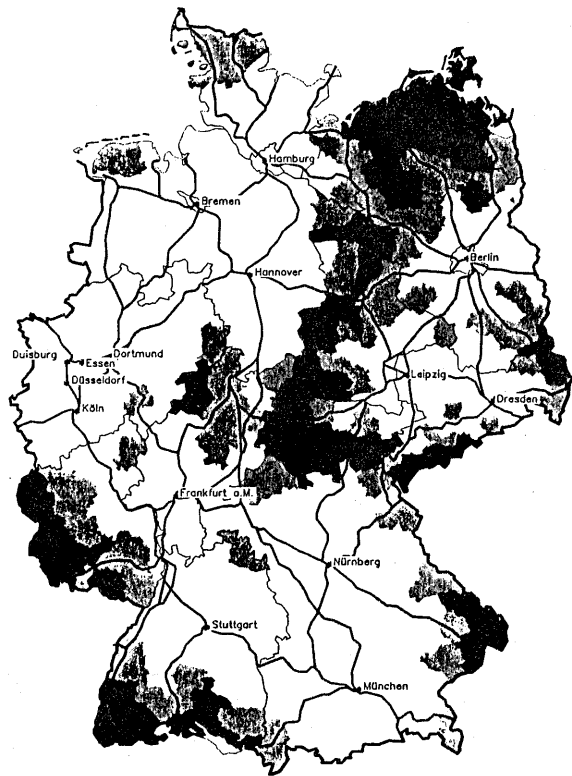 Hamburg
Bremen
Berlin
Hannover
Duisburg
Essen
Dortmund
Düsseldorf
Köln
Leipzig
Dresden
Frankfurt a.M.
Nürnberg
Stuttgart
München